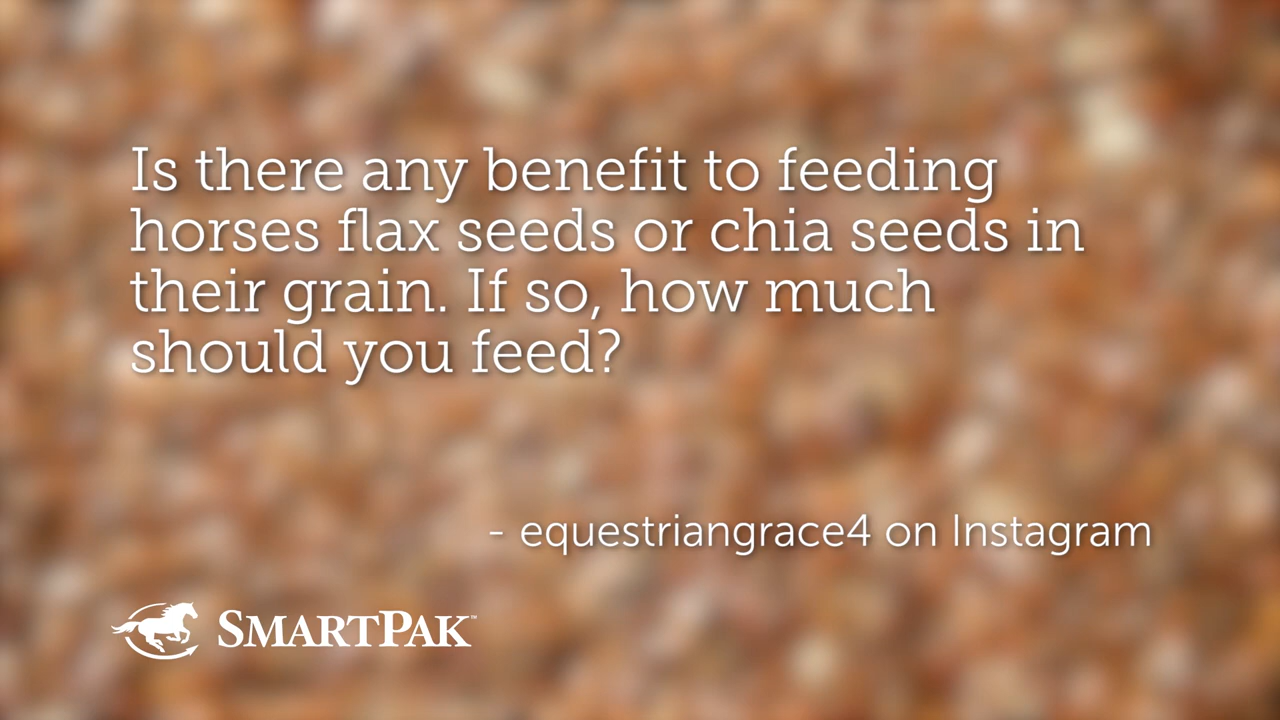 Is there any benefit to feeding
horses flax seeds or chia seeds in
their grain. If so, how much
should you feed?
- equestriangrace4 on Instagram
SMARTPAK™